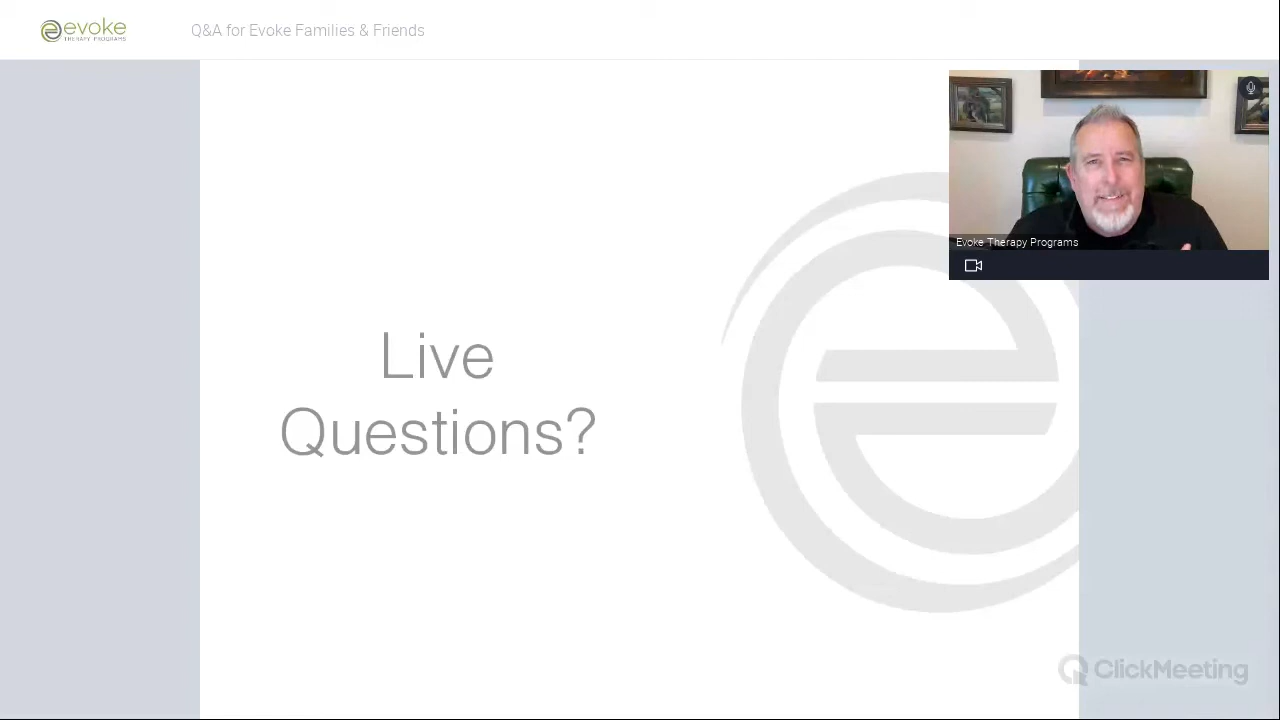 evoke
THERAPY PROGRAMS
Q&A for Evoke Families & Friends
Evoke Therapy Programs
Live
Questions?
ClickMeeting